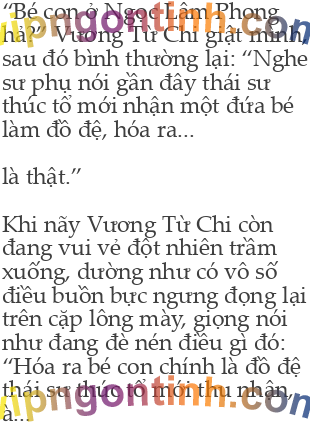 “Bé con ở Ngọc Lâm Phong
hả?” Vương Từ Chi giật mình,
sau đó bình thường lại: “Nghe
sư phụ nói gần đây thái sư
thúc tổ mới nhận một đứa bé
làm đồ đệ, hóa ra...
là thật.”
Khi nãy Vương Từ Chi còn
đang vui vẻ đột nhiên trầm
xuống, dường như có vô số
điều buồn bực ngưng đọng lại
trên cặp lông mày, giọng nói
như đang đè nén điều gì đó:
“Hóa ra bé con chính là đồ đệ
thái sư thúc tổ mới thu nhận,
à...